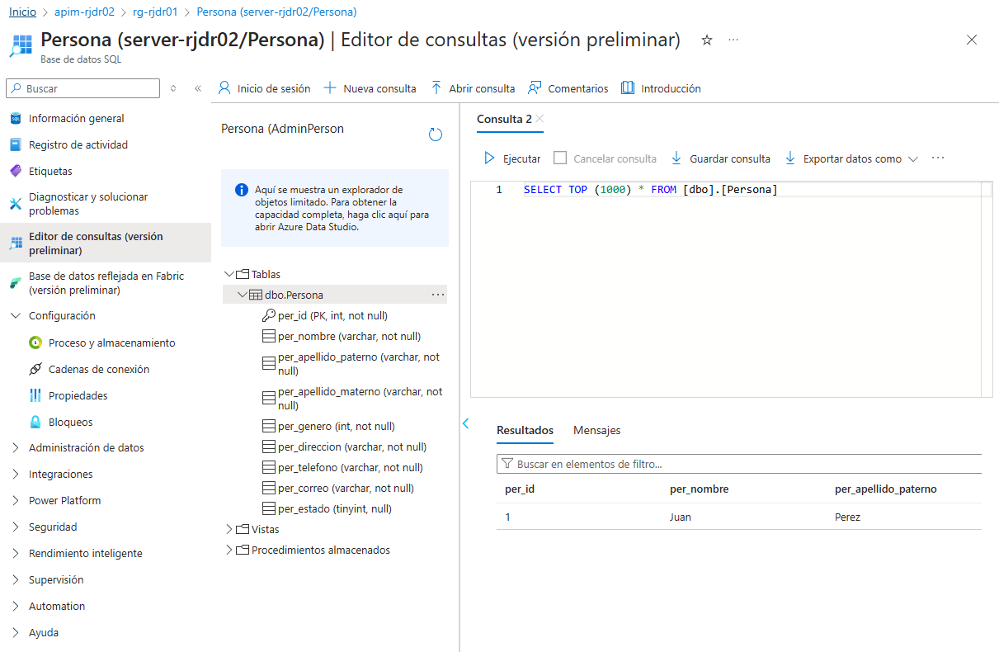 Inicio > apim-rjdr02 > rg-rjdr01 > Persona (server-rjdr02/Persona)
Persona (server-rjdr02/Persona) | Editor de consultas (versión preliminar)
Base de datos SQL
Buscar
Información general
Registro de actividad
Etiquetas
Diagnosticar y solucionar
problemas
Editor de consultas (versión
preliminar)
Base de datos reflejada en Fabric
(versión preliminar)
Configuración
Proceso y almacenamiento
Cadenas de conexión
Propiedades
Bloqueos
Administración de datos
Integraciones
Power Platform
Seguridad
Rendimiento inteligente
Supervisión
Automation
Ayuda
Inicio de sesión Nueva consulta Abrir consulta Comentarios Introducción
Persona (AdminPerson
Aquí se muestra un explorador de
objetos limitado. Para obtener la
capacidad completa, haga clic aquí para
abrir Azure Data Studio.
Tablas
dbo.Persona
per_id (PK, int, not null)
per_nombre (varchar, not null)
per_apellido_paterno (varchar, not
null)
per_apellido_materno (varchar, not
null)
per_genero (int, not null)
per_direccion (varchar, not null)
per_telefono (varchar, not null)
per_correo (varchar, not null)
per_estado (tinyint, null)
Vistas
Procedimientos almacenados
Consulta 2
Ejecutar Cancelar consulta Guardar consulta Exportar datos como
1 SELECT TOP (1000) * FROM [dbo].[Persona]
Resultados Mensajes
Buscar en elementos de filtro...
per_id per_nombre per_apellido_paterno
1 Juan Perez